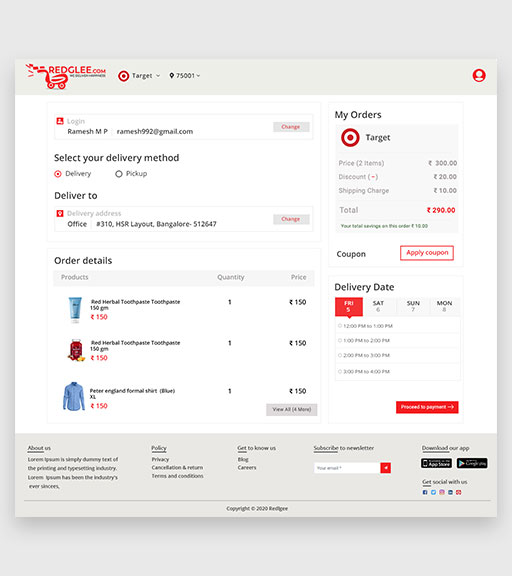 REDGLEE.COM
WE DELIVER HAPPINESS
Target
75001
Login
Ramesh M P ramesh992@gmail.com
Change
Select your delivery method
Delivery Pickup
Deliver to
Delivery address
Office #310, HSR Layout, Bangalore- 512647
Change
Order details
Products Quantity Price
Red Herbal Toothpaste Toothpaste
150 gm
₹ 150
1 ₹ 150
Red Herbal Toothpaste Toothpaste
150 gm
₹ 150
1 ₹ 150
Peter england formal shirt (Blue)
XL
₹ 150
1 ₹ 150
View All (4 More)
My Orders
Target
Price (2 Items) ₹ 300.00
Discount (−) ₹ 20.00
Shipping Charge ₹ 10.00
Total ₹ 290.00
Your total savings on this order ₹ 10.00
Coupon Apply coupon
Delivery Date
FRI SAT SUN MON
5 6 7 8
12:00 PM to 1:00 PM
1:00 PM to 2:00 PM
2:00 PM to 3:00 PM
3:00 PM to 4:00 PM
Proceed to payment
About us
Lorem Ipsum is simply dummy text of
the printing and typesetting industry.
Lorem Ipsum has been the industry's
ever sincees,
Policy
Privacy
Cancellation & return
Terms and conditions
Get to know us
Blog
Careers
Subscribe to newsletter
Your email *
Download our app
App Store
Google play
Get social with us
Copyright © 2020 Redlgee